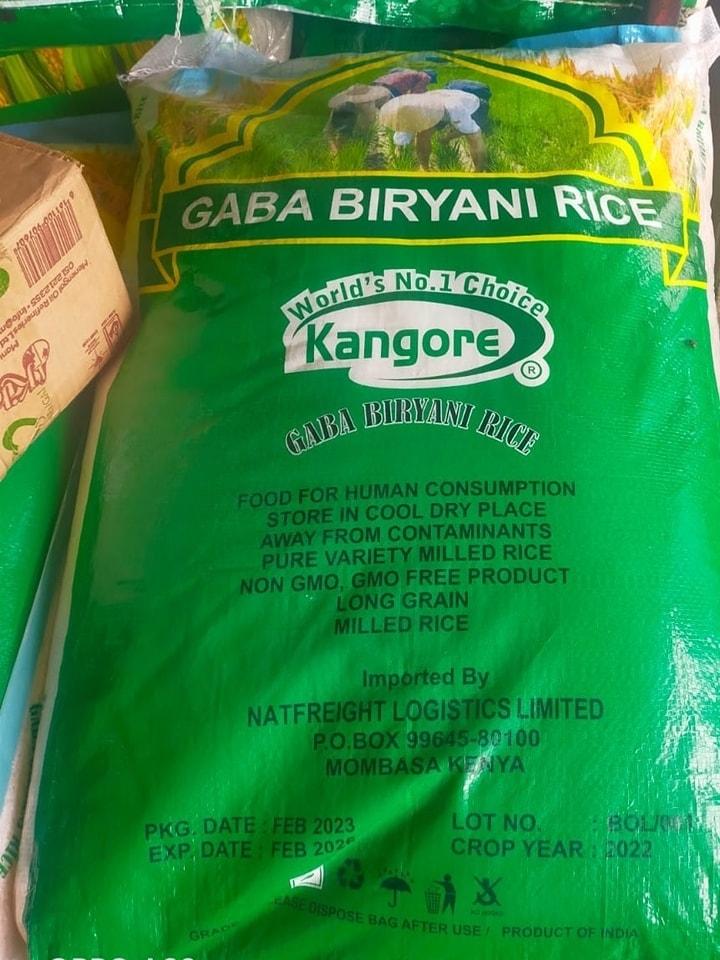 GABA BIRYANI RICE
World's No.1 Choice
Kangore
®
GABA BIRYANI RICE
FOOD FOR HUMAN CONSUMPTION
STORE IN COOL DRY PLACE
AWAY FROM CONTAMINANTS
PURE VARIETY MILLED RICE
NON GMO, GMO FREE PRODUCT
LONG GRAIN
MILLED RICE
Imported By
NATFREIGHT LOGISTICS LIMITED
P.O.BOX 99645-80100
MOMBASA KENYA
PKG. DATE : FEB 2023
LOT NO. :
EXP. DATE : FEB
CROP YEAR : 2022
DISPOSE BAG AFTER USE / PRODUCT OF INDIA